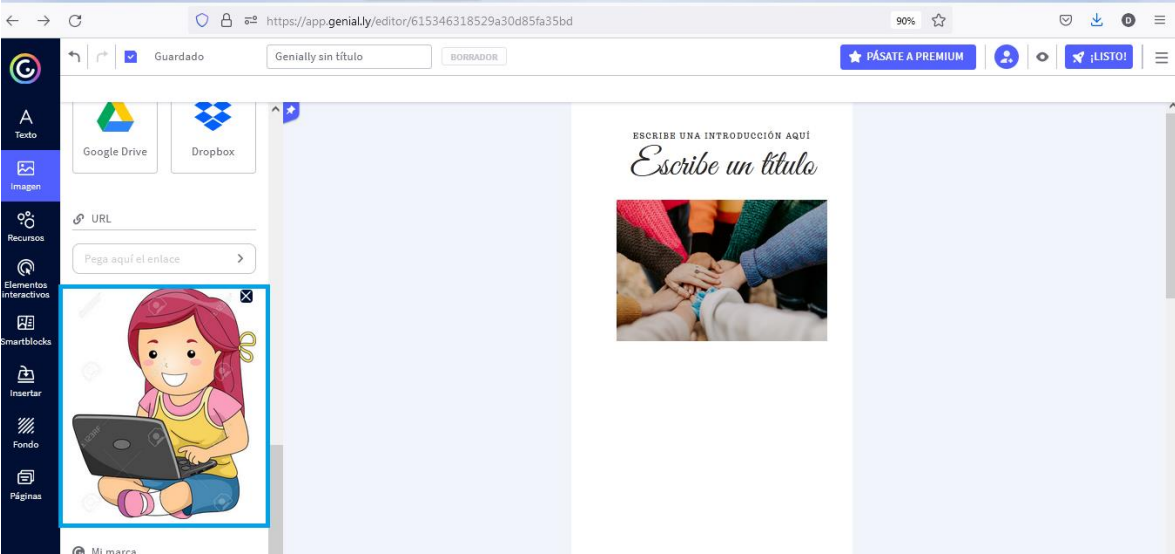 https://app.genial.ly/editor/615346318529a30d85fa35bd
90%
D
Guardado
Genially sin título
BORRADOR
PÁSATE A PREMIUM
¡LISTO!
Texto
Imagen
Recursos
Elementos
interactivos
Smartblocks
Insertar
Fondo
Páginas
Google Drive
Dropbox
URL
Pega aquí el enlace
Mi marca
ESCRIBE UNA INTRODUCCIÓN AQUÍ
Escribe un título